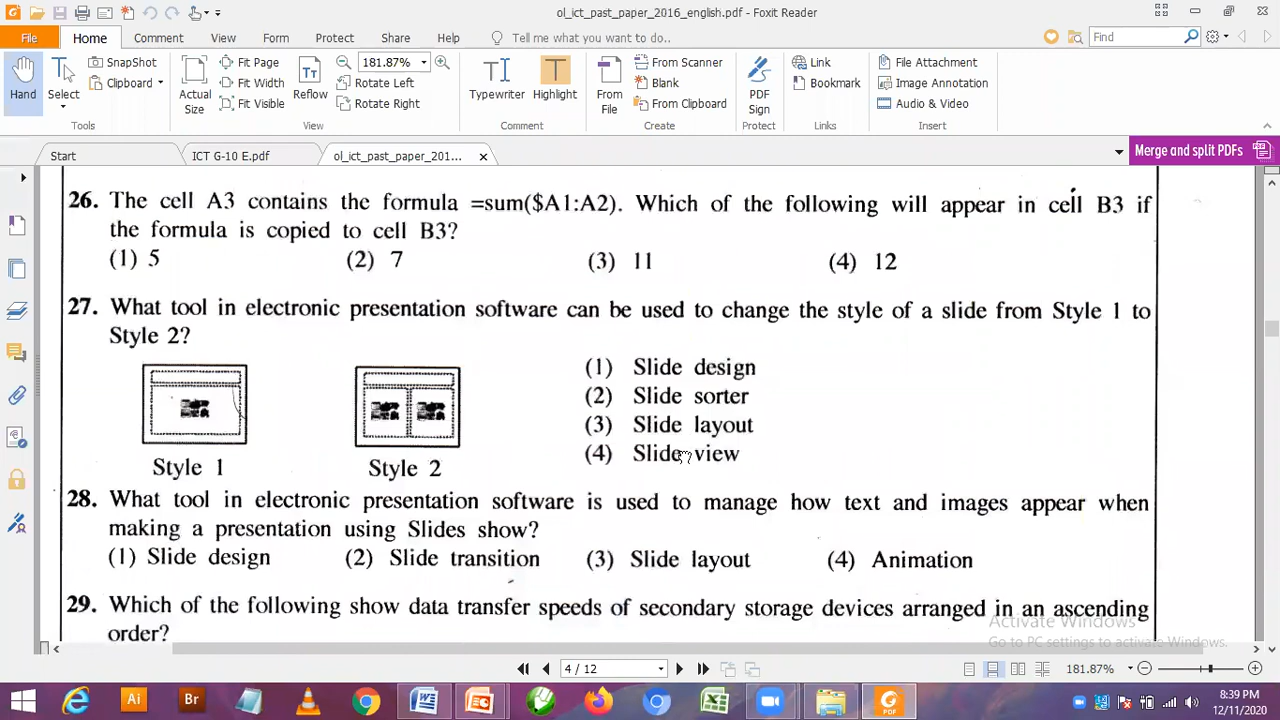 ol_ict_past_paper_2016_english.pdf - Foxit Reader
File Home Comment View Form Protect Share Help Tell me what you want to do.. Find
Hand
Select
SnapShot
Clipboard
Tools
Actual
Size
Fit Page
Fit Width
Fit Visible
Reflow
181.87%
Rotate Left
Rotate Right
View
Typewriter
Highlight
Comment
From
File
From Scanner
Blank
From Clipboard
Create
PDF
Sign
Protect
Link
Bookmark
Links
File Attachment
Image Annotation
Audio & Video
Insert
Start ICT G-10 E.pdf ol_ict_past_paper_201... Merge and split PDFs
26. The cell A3 contains the formula =sum($A1:A2). Which of the following will appear in cell B3 if
the formula is copied to cell B3?
(1) 5 (2) 7 (3) 11 (4) 12
27. What tool in electronic presentation software can be used to change the style of a slide from Style 1 to
Style 2?
(1) Slide design
(2) Slide sorter
(3) Slide layout
(4) Slide view
Style 1 Style 2
28. What tool in electronic presentation software is used to manage how text and images appear when
making a presentation using Slides show?
(1) Slide design (2) Slide transition (3) Slide layout (4) Animation
29. Which of the following show data transfer speeds of secondary storage devices arranged in an ascending
order?
Activate Windows
Go to PC settings to activate Windows.
4 / 12 181.87%
Ai Br PDF
8:39 PM
12/11/2020